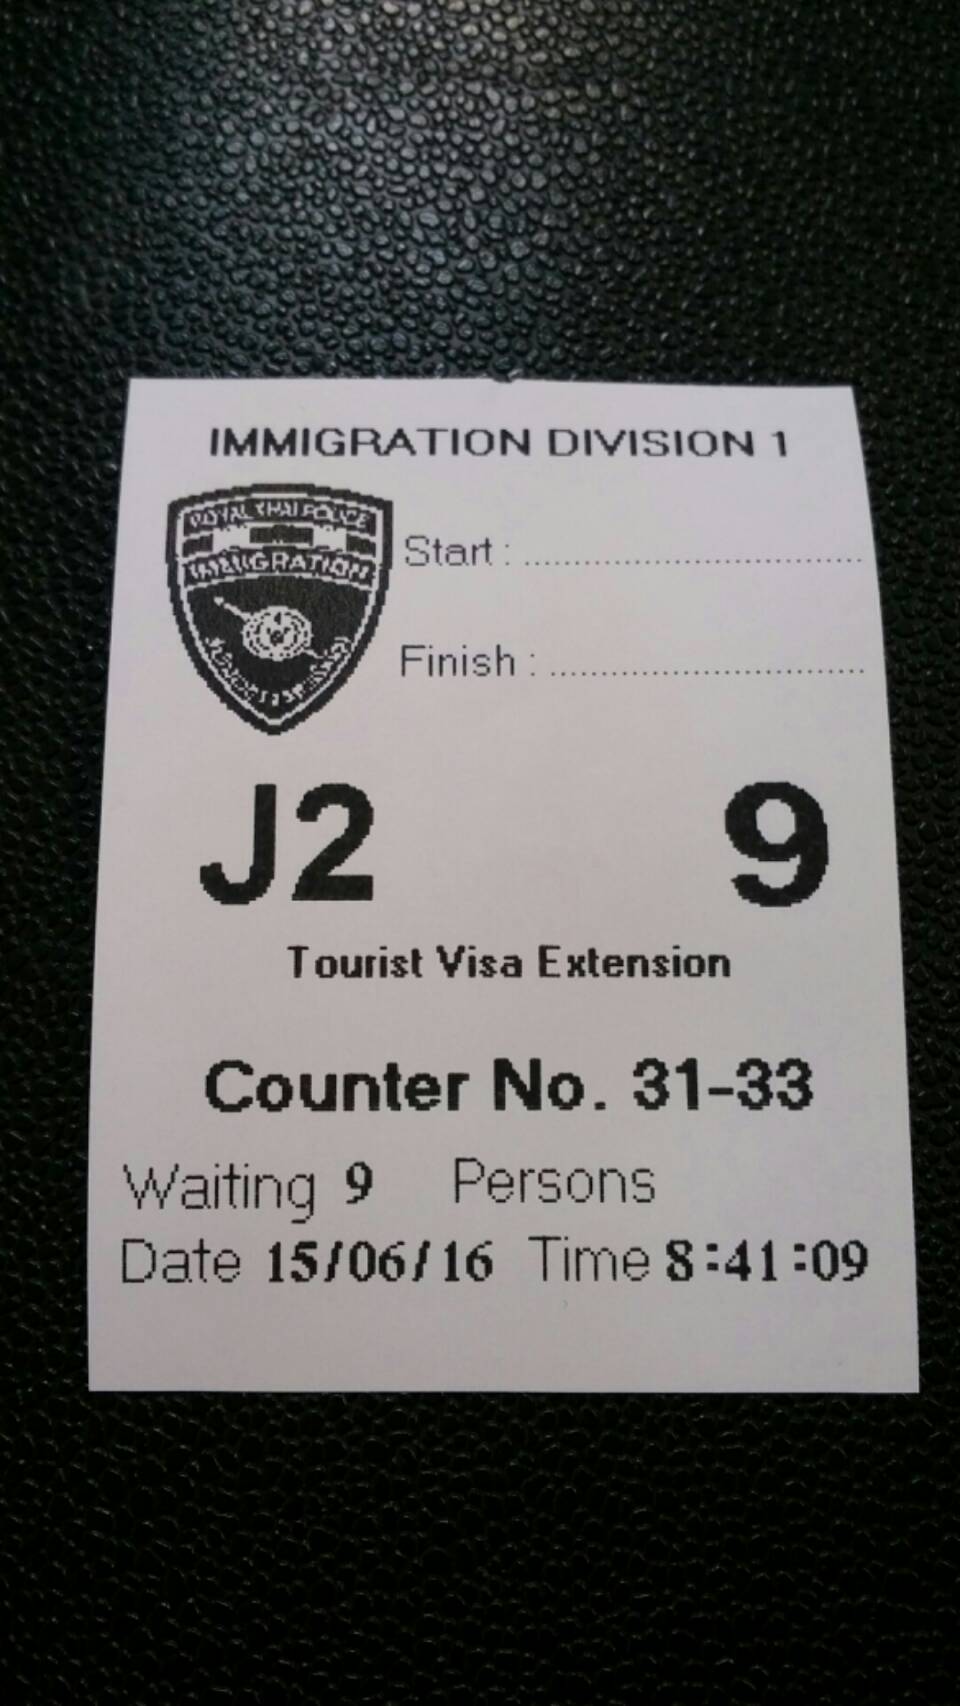 IMMIGRATION DIVISION 1
ROYAL THAI POLICE
IMMIGRATION
Start : ........................................
Finish : .....................................
J2 9
Tourist Visa Extension
Counter No. 31-33
Waiting 9 Persons
Date 15/06/16 Time 8:41:09